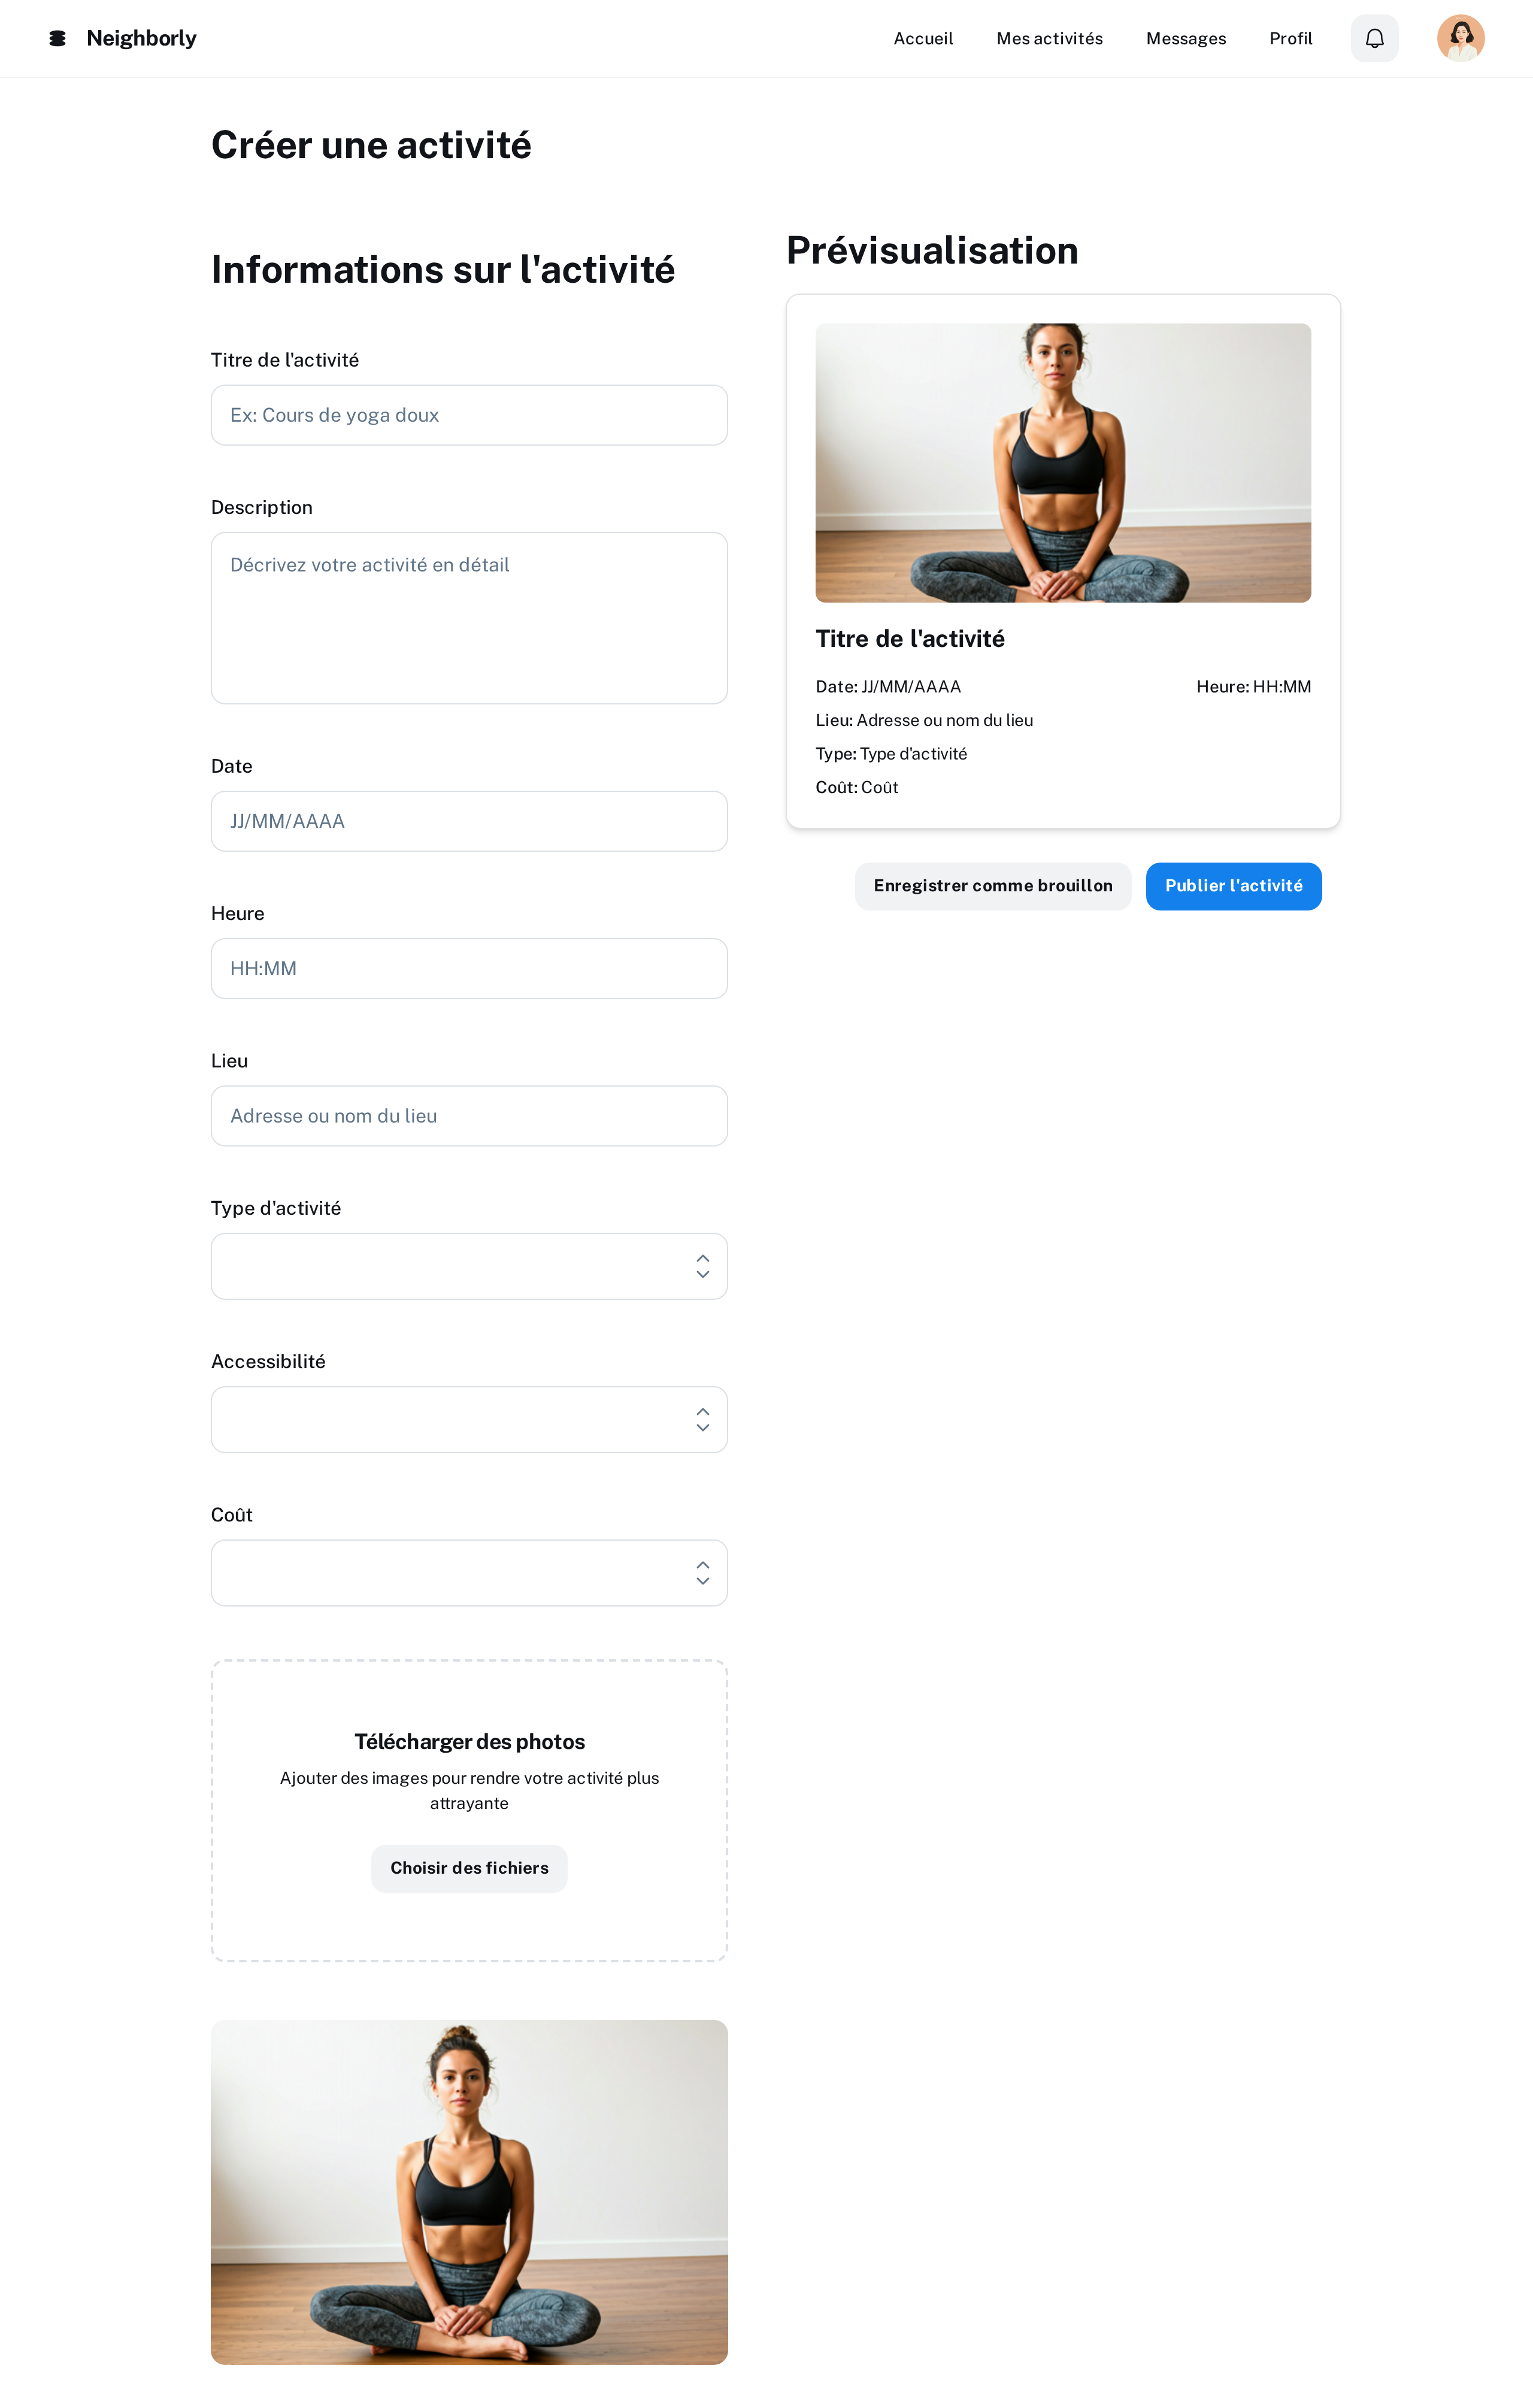 Neighborly
Accueil
Mes activités
Messages
Profil
Créer une activité
Informations sur l'activité
Titre de l'activité
Ex: Cours de yoga doux
Description
Décrivez votre activité en détail
Date
JJ/MM/AAAA
Heure
HH:MM
Lieu
Adresse ou nom du lieu
Type d'activité
Accessibilité
Coût
Télécharger des photos
Ajouter des images pour rendre votre activité plus
attrayante
Choisir des fichiers
Prévisualisation
Titre de l'activité
Date: JJ/MM/AAAA
Heure: HH:MM
Lieu: Adresse ou nom du lieu
Type: Type d'activité
Coût: Coût
Enregistrer comme brouillon
Publier l'activité